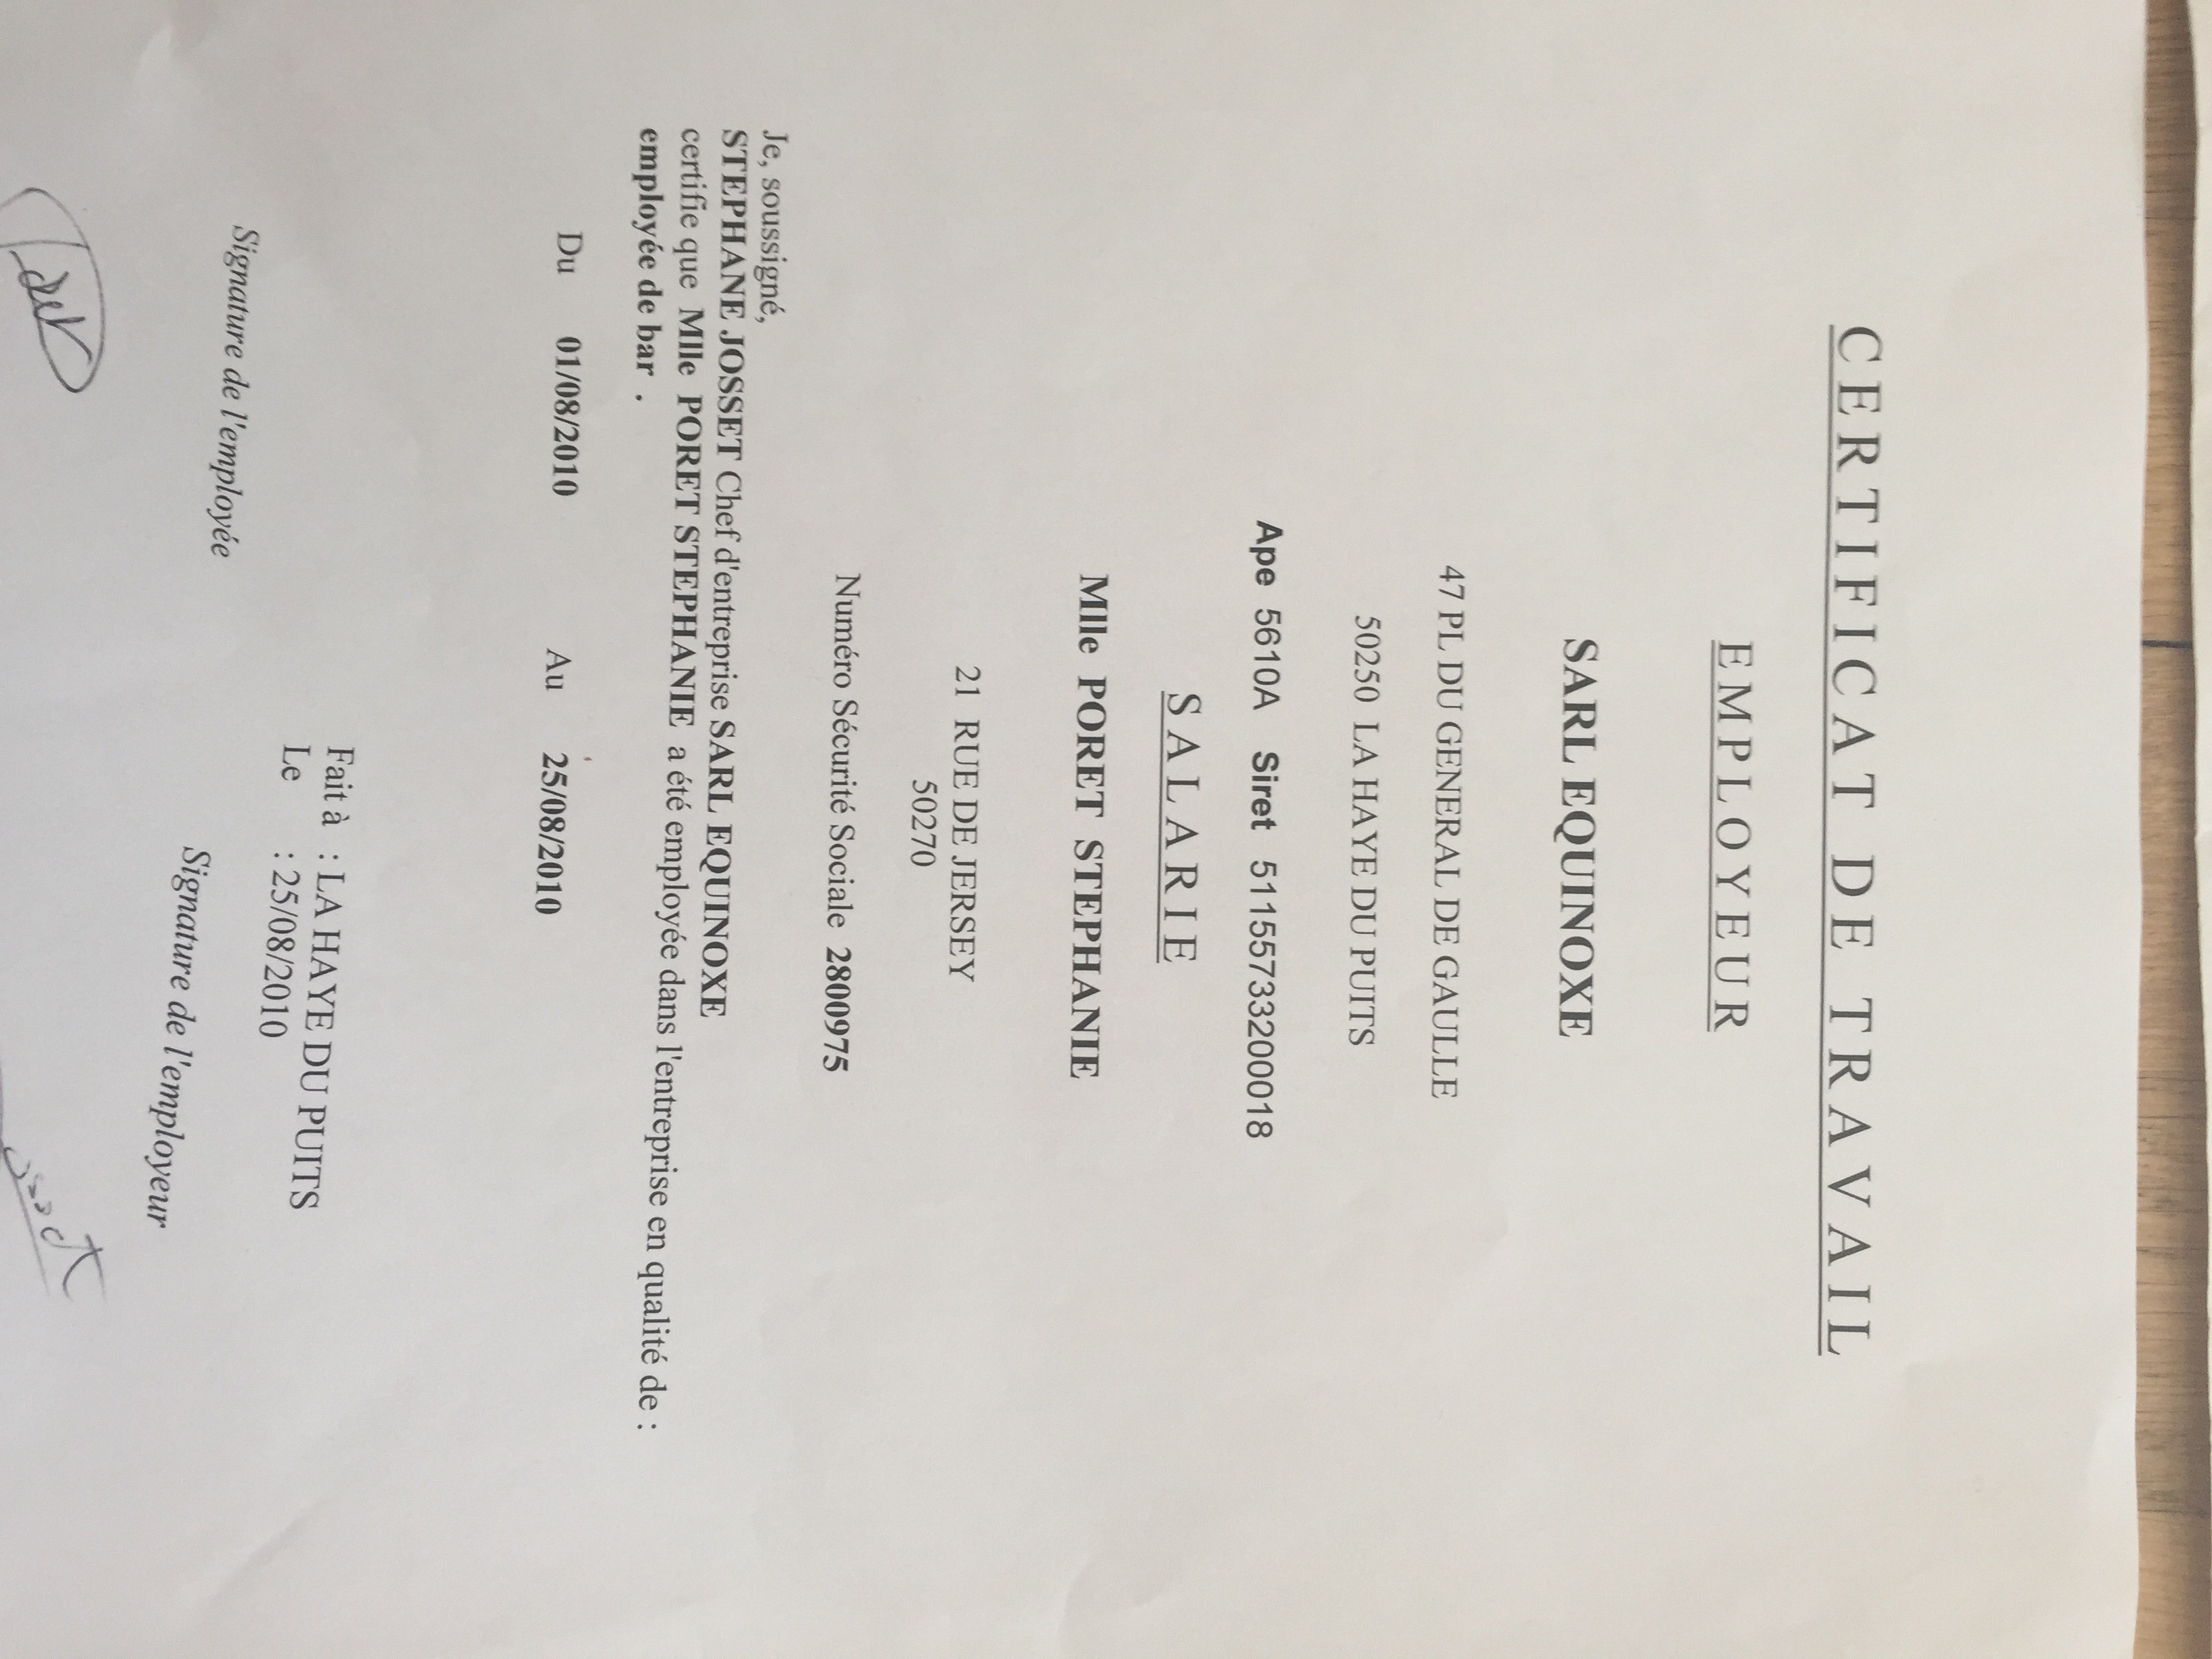 CERTIFICAT DE TRAVAIL
EMPLOYEUR
SARL EQUINOXE
47 PL DU GENERAL DE GAULLE
50250 LA HAYE DU PUITS
Ape 5610A Siret 51155733200018
SALARIE
Mlle PORET STEPHANIE
21 RUE DE JERSEY
50270
Numéro Sécurité Sociale 2800975
Je, soussigné,
STEPHANE JOSSET Chef d'entreprise SARL EQUINOXE
certifie que Mlle PORET STEPHANIE a été employée dans l'entreprise en qualité de :
employée de bar .
Du 01/08/2010 Au 25/08/2010
Fait à : LA HAYE DU PUITS
Le : 25/08/2010
Signature de l'employée Signature de l'employeur